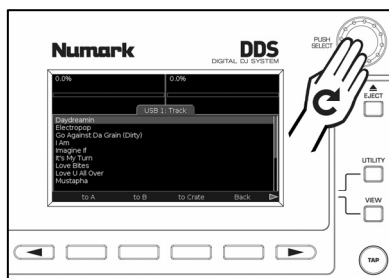 PUSH
SELECT
Numark
DDS
DIGITAL DJ SYSTEM
EJECT
0.0%
0.0%
USB 1: Track
Daydreamin
Electropop
Go Against Da Grain (Dirty)
I Am
Imagine If
It's My Turn
Love Bites
Love U All Over
Mustapha
to A
to B
to Crate
Back
UTILITY
VIEW
TAP